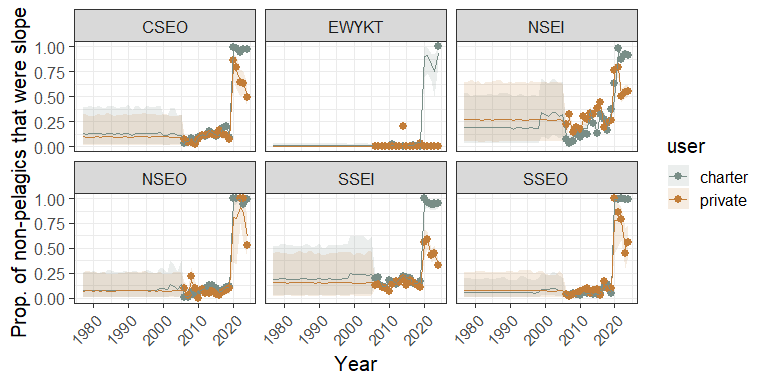 Prop. of non-pelagics that were slope
CSEO EWYKT NSEI
1.00
0.75
0.50
0.25
0.00
NSEO SSEI SSEO
1.00
0.75
0.50
0.25
0.00
1980 1990 2000 2010 2020 1980 1990 2000 2010 2020 1980 1990 2000 2010 2020
Year
user
charter
private